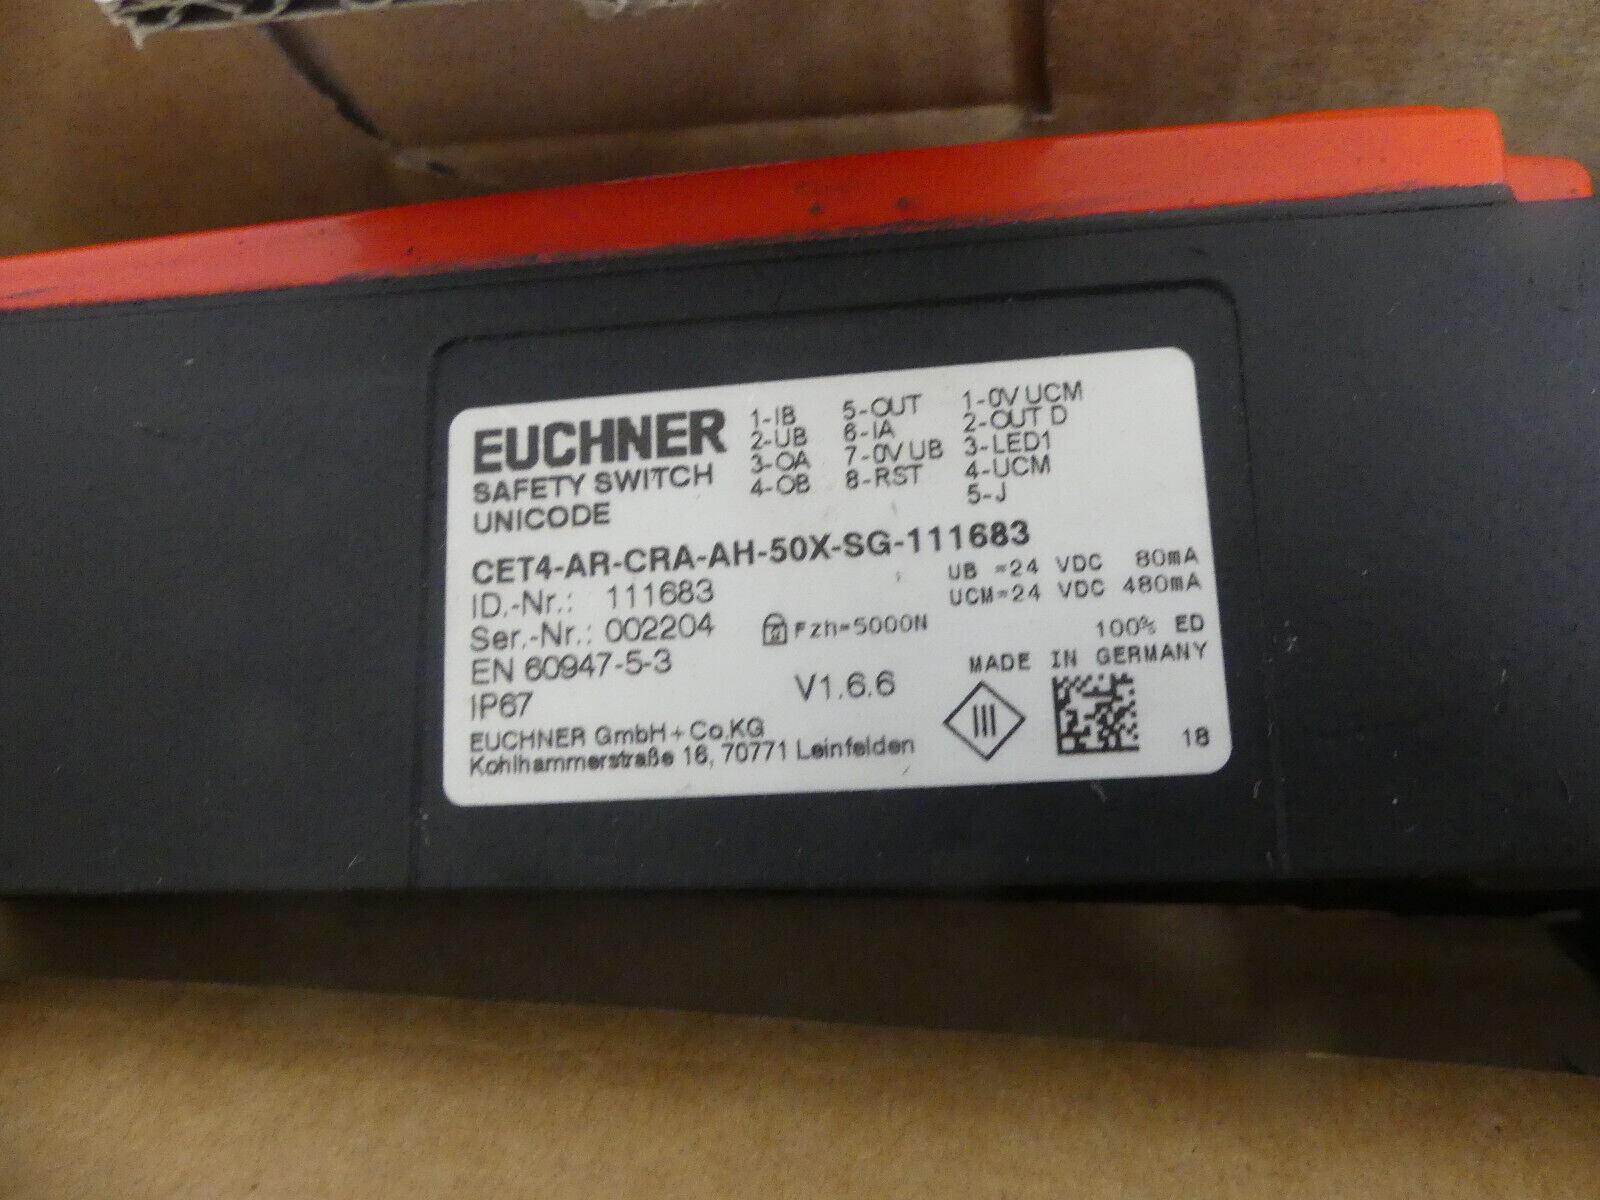 EUCHNER
SAFETY SWITCH
UNICODE
1-IB 5-OUT 1-0V UCM
2-UB 6-IA 2-OUT D
3-OA 7-0V UB 3-LED1
4-OB 8-RST 4-UCM
5-J
CET4-AR-CRA-AH-50X-SG-111683
ID.-Nr.: 111683
UB =24 VDC 80mA
UCM=24 VDC 480mA
Ser.-Nr.: 002204
Fzh=5000N
100% ED
EN 60947-5-3
MADE IN GERMANY
IP67
V1.6.6
III
18
EUCHNER GmbH + Co.KG
Kohlhammerstraße 16, 70771 Leinfelden